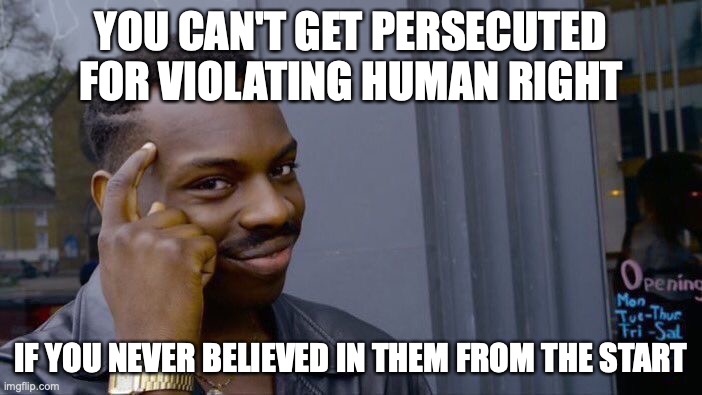 YOU CAN'T GET PERSECUTED
FOR VIOLATING HUMAN RIGHT
Opening
Mon
Tue-Thur
Fri-Sat
IF YOU NEVER BELIEVED IN THEM FROM THE START
imgflip.com